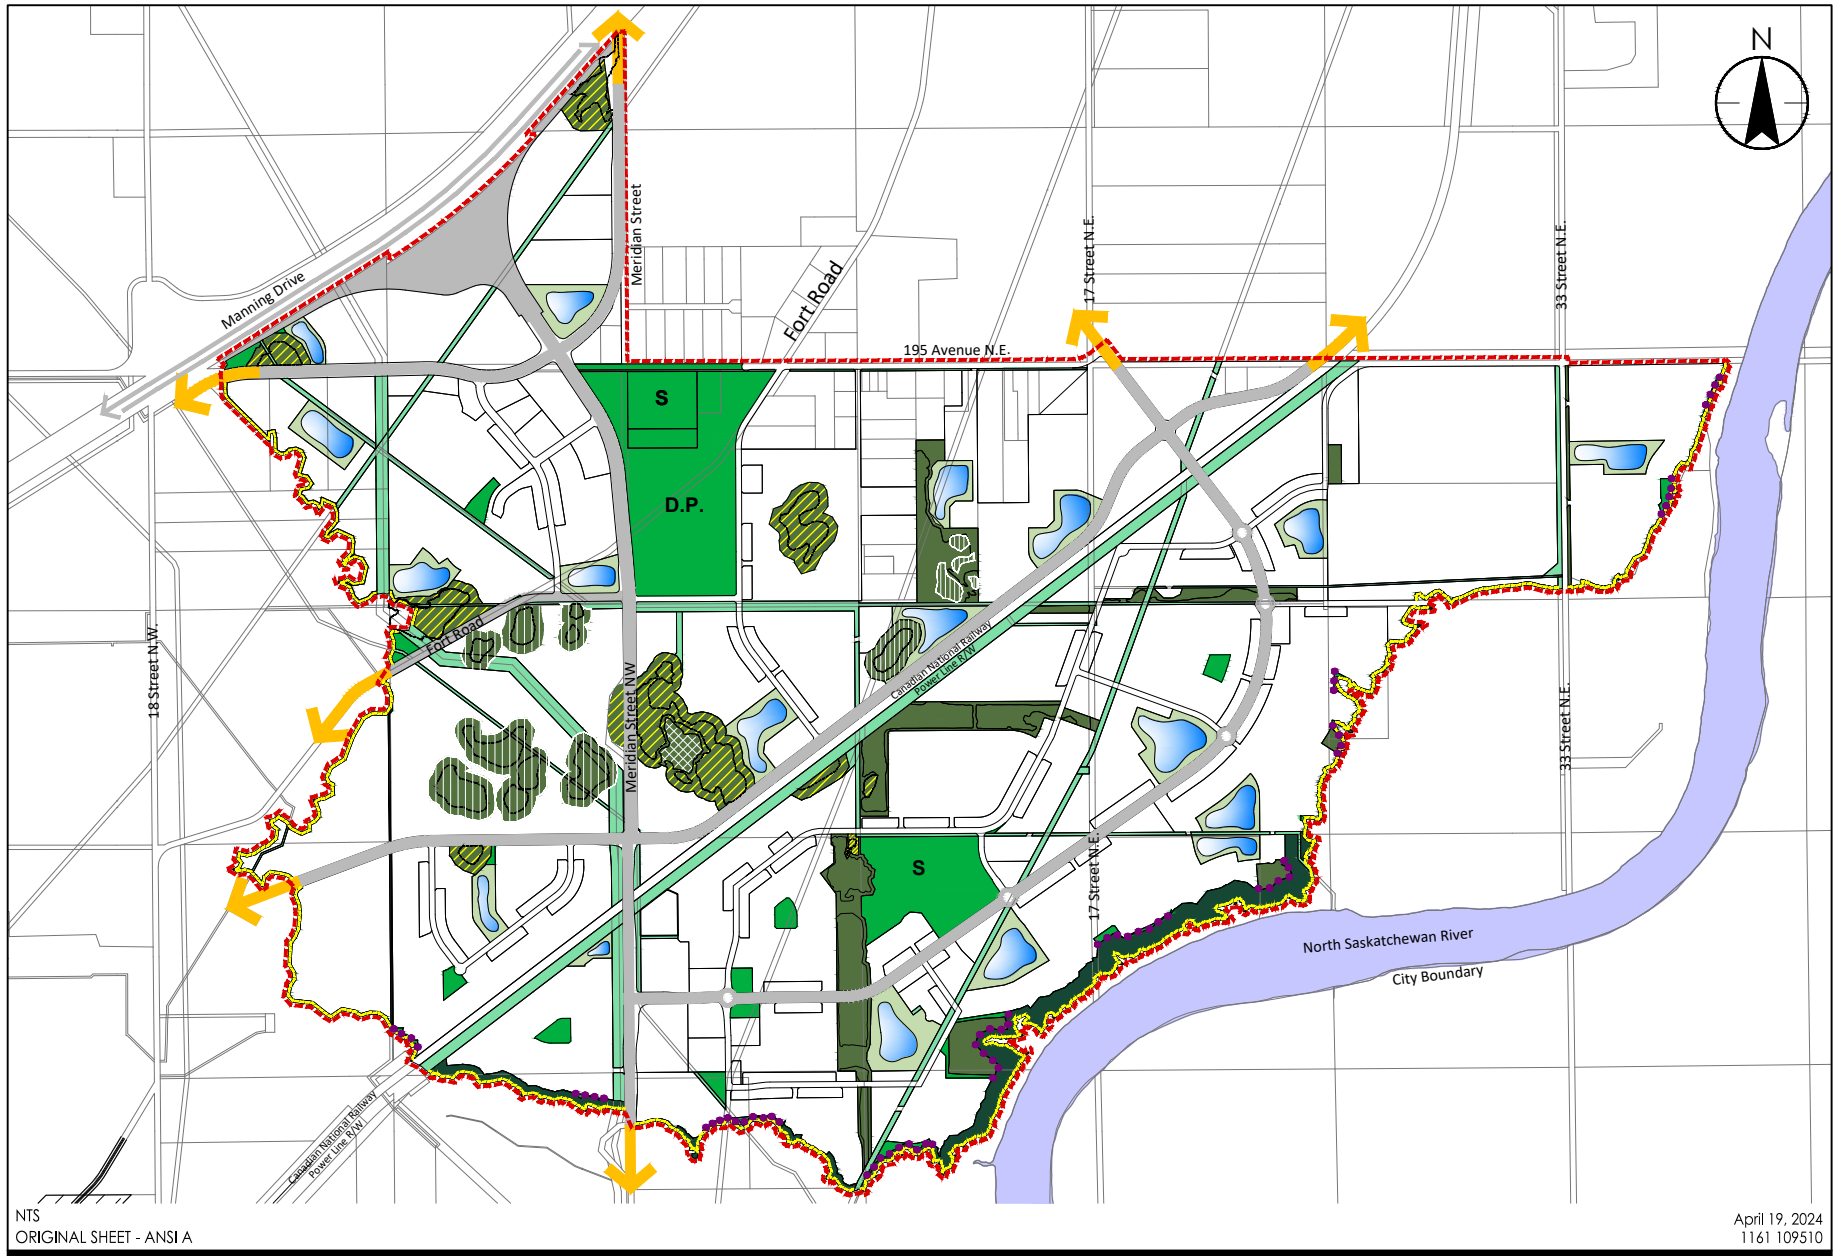 N
Meridian Street
17 Street N.E.
33 Street N.E.
Manning Drive
Fort Road
195 Avenue N.E.
S
D.P.
Fort Road
18 Street N.W.
Meridian Street NW
Canadian National Railway
Power Line R/W
33 Street N.E.
S
17 Street N.E.
North Saskatchewan River
City Boundary
Canadian National Railway
Power Line R/W
NTS
ORIGINAL SHEET - ANSI A
April 19, 2024
1161 109510